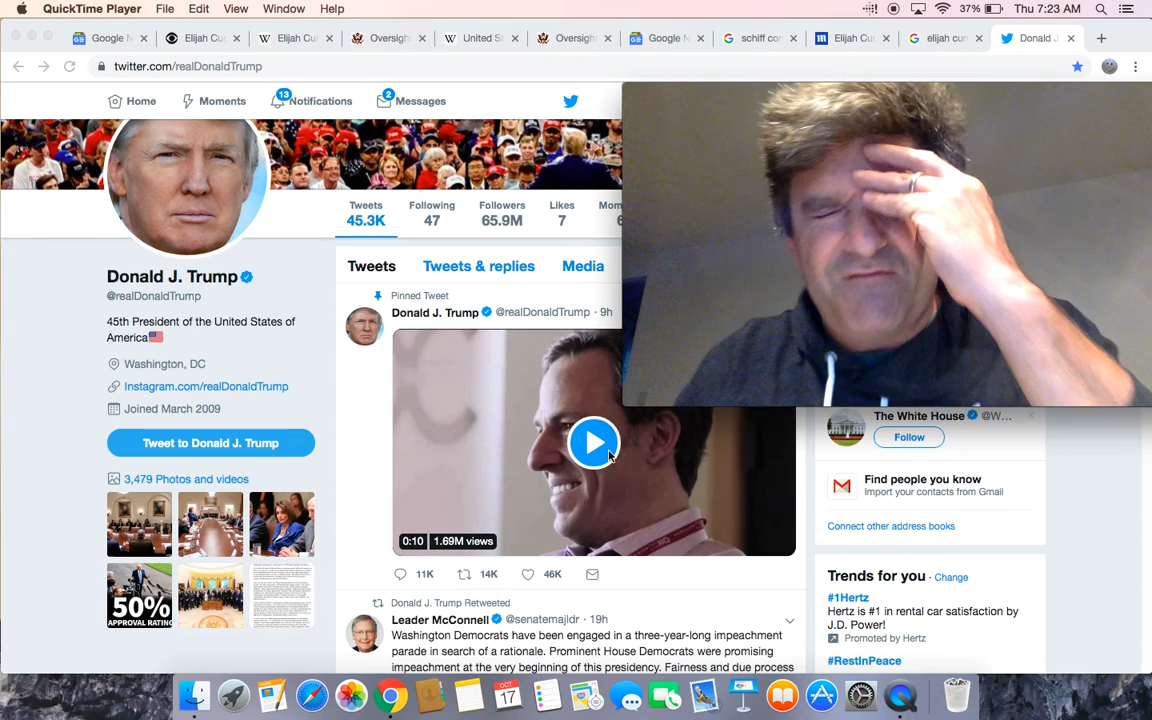 QuickTime Player File Edit View Window Help 37% Thu 7:23 AM
Google N Elijah Cu Elijah Cu Oversigh United S Oversigh Google N schiff co Elijah Cu elijah cur Donald J
twitter.com/realDonaldTrump
Home Moments 13 Notifications 2 Messages
Tweets Following Followers Likes Mom
45.3K 47 65.9M 7 6
Donald J. Trump
@realDonaldTrump
45th President of the United States of
America
Washington, DC
Instagram.com/realDonaldTrump
Joined March 2009
Tweet to Donald J. Trump
3,479 Photos and videos
50%
APPROVAL RATING
Tweets Tweets & replies Media
Pinned Tweet
Donald J. Trump @realDonaldTrump · 9h
0:10 1.69M views
11K 14K 46K
Donald J. Trump Retweeted
Leader McConnell @senatemajldr · 19h
Washington Democrats have been engaged in a three-year-long impeachment
parade in search of a rationale. Prominent House Democrats were promising
impeachment at the very beginning of this presidency. Fairness and due process
The White House @W...
Follow
Find people you know
Import your contacts from Gmail
Connect other address books
Trends for you · Change
#1Hertz
Hertz is #1 in rental car satisfaction by
J.D. Power!
Promoted by Hertz
#RestInPeace
OCT
17